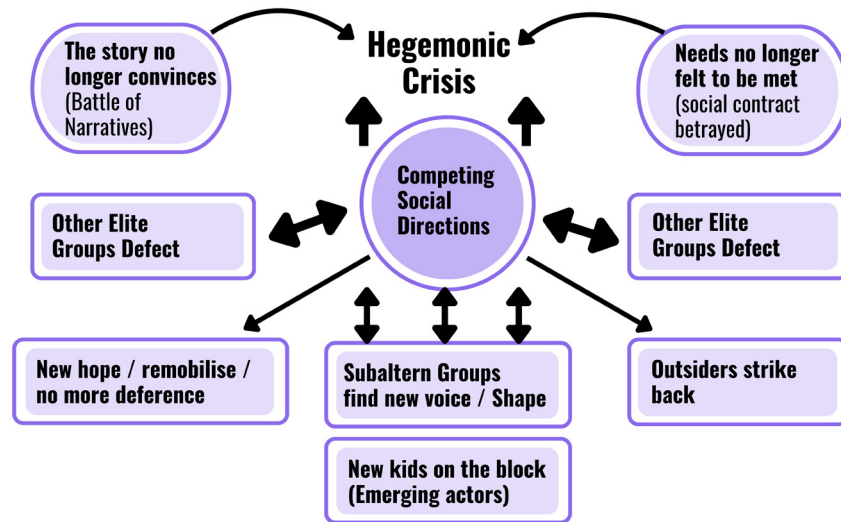 The story no
longer convinces
(Battle of
Narratives)
Hegemonic
Crisis
Needs no longer
felt to be met
(social contract
betrayed)
Competing
Social
Directions
Other Elite
Groups Defect
Other Elite
Groups Defect
New hope / remobilise /
no more deference
Subaltern Groups
find new voice / Shape
Outsiders strike
back
New kids on the block
(Emerging actors)